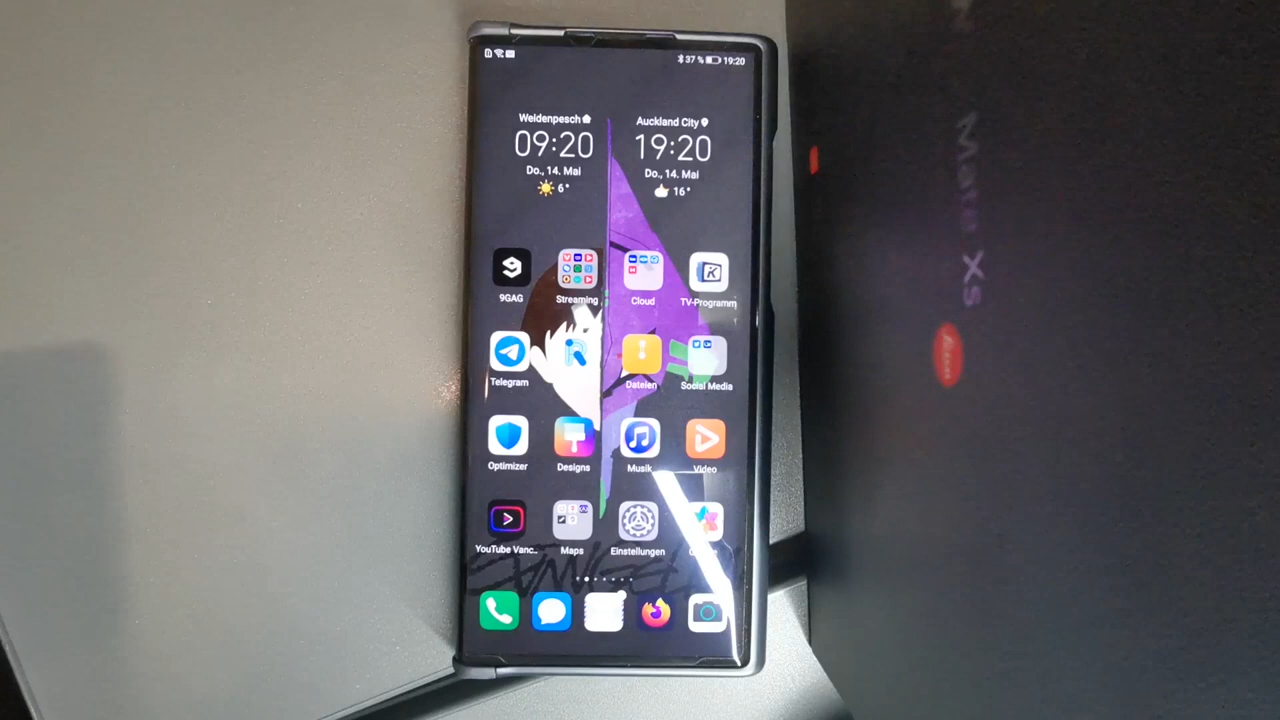 37 % 19:20
Weidenpesch
09:20
Do., 14. Mai
6°
Auckland City
19:20
Do., 14. Mai
16°
9GAG
Streaming
Cloud
TV-Programm
Telegram
Dateien
Social Media
Optimizer
Designs
Musik
Video
YouTube Vanc..
Maps
Einstellungen
Mate Xs